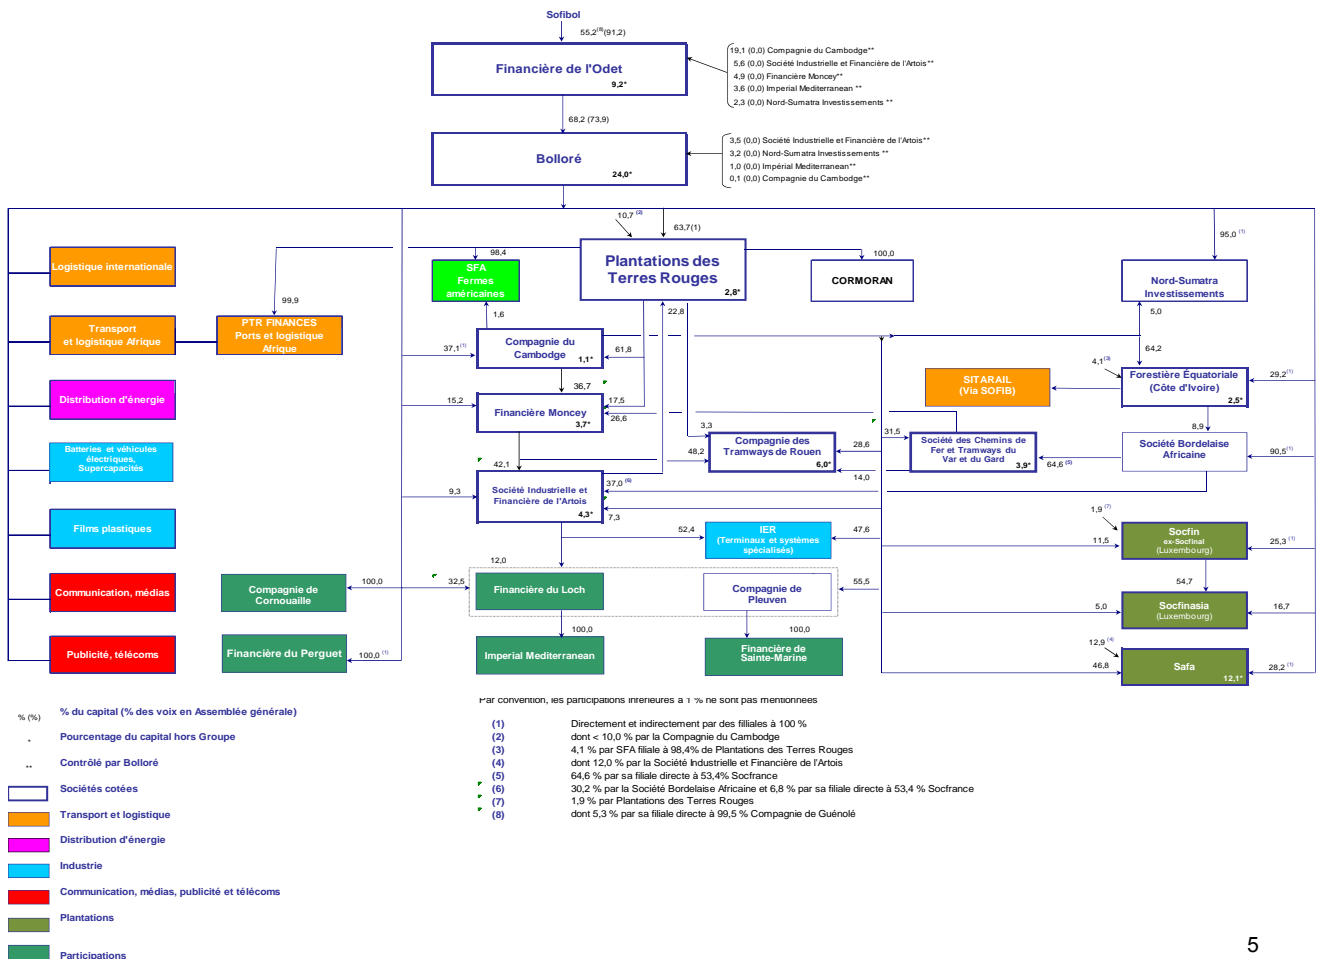 Sofibol
55,2(8)(91,2)
Financière de l'Odet
9,2*
19,1 (0,0) Compagnie du Cambodge**
5,6 (0,0) Société Industrielle et Financière de l'Artois**
4,9 (0,0) Financière Moncey**
3,6 (0,0) Imperial Mediterranean **
2,3 (0,0) Nord-Sumatra Investissements **
68,2 (73,9)
Bolloré
24,0*
3,5 (0,0) Société Industrielle et Financière de l'Artois**
3,2 (0,0) Nord-Sumatra Investissements **
1,0 (0,0) Impérial Mediterranean**
0,1 (0,0) Compagnie du Cambodge**
10,7 (2)
63,7(1)
95,0 (1)
Logistique internationale
98,4
SFA
Fermes
américaines
Plantations des
Terres Rouges
2,8*
100,0
CORMORAN
Nord-Sumatra
Investissements
99,9
1,6
22,8
5,0
Transport
et logistique Afrique
PTR FINANCES
Ports et logistique
Afrique
37,1(1)
Compagnie du
Cambodge
1,1*
61,8
64,2
4,1(3)
SITARAIL
(Via SOFIB)
Forestière Équatoriale
(Côte d'Ivoire)
2,5*
29,2(1)
Distribution d'énergie
36,7
15,2
Financière Moncey
3,7*
17,5
26,6
3,3
8,9
Batteries et véhicules
électriques,
Supercapacités
48,2
Compagnie des
Tramways de Rouen
6,0*
28,6
31,5
14,0
Société des Chemins de
Fer et Tramways du
Var et du Gard
3,9*
64,6 (5)
Société Bordelaise
Africaine
90,5(1)
42,1
9,3
Société Industrielle et
Financière de l'Artois
4,3*
37,0 (6)
7,3
Films plastiques
52,4
IER
(Terminaux et systèmes
spécialisés)
47,6
1,9 (7)
11,5
Socfin
ex-Socfinal
(Luxembourg)
25,3 (1)
12,0
54,7
Communication, médias
Compagnie de
Cornouaille
100,0
32,5
Financière du Loch
Compagnie de
Pleuven
55,5
5,0
Socfinasia
(Luxembourg)
16,7
100,0
100,0
Publicité, télécoms
Financière du Perguet
100,0 (1)
Imperial Mediterranean
Financière de
Sainte-Marine
12,9 (4)
46,8
Safa
12,1*
28,2 (1)
Par convention, les participations inférieures à 1 % ne sont pas mentionnées
% (%) % du capital (% des voix en Assemblée générale)
* Pourcentage du capital hors Groupe
** Contrôlé par Bolloré
Sociétés cotées
Transport et logistique
Distribution d'énergie
Industrie
Communication, médias, publicité et télécoms
Plantations
Participations
(1) Directement et indirectement par des filliales à 100 %
(2) dont < 10,0 % par la Compagnie du Cambodge
(3) 4,1 % par SFA filiale à 98,4% de Plantations des Terres Rouges
(4) dont 12,0 % par la Société Industrielle et Financière de l'Artois
(5) 64,6 % par sa filiale directe à 53,4% Socfrance
(6) 30,2 % par la Société Bordelaise Africaine et 6,8 % par sa filiale directe à 53,4 % Socfrance
(7) 1,9 % par Plantations des Terres Rouges
(8) dont 5,3 % par sa filiale directe à 99,5 % Compagnie de Guénolé
5